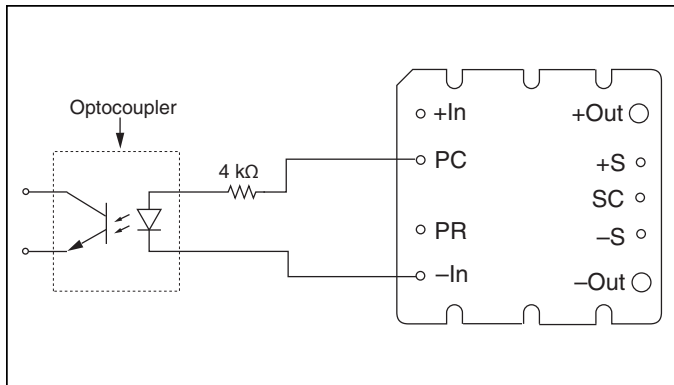 Optocoupler
4 kΩ
+In
PC
PR
–In
+Out
+S
SC
–S
–Out